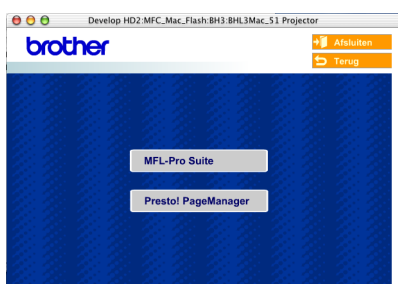 Develop HD2:MFC_Mac_Flash:BH3:BHL3Mac_51 Projector
brother
Afsluiten
Terug
MFL-Pro Suite
Presto! PageManager